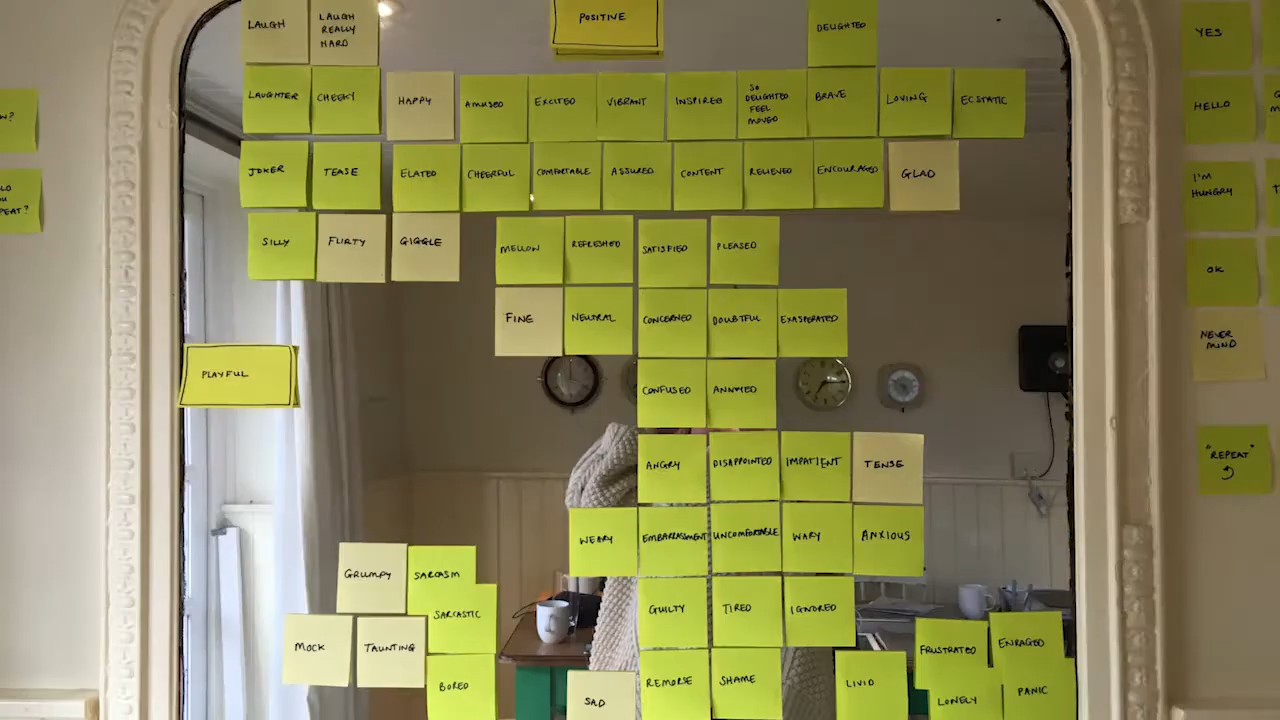 POSITIVE
LAUGH
LAUGH
REALLY
HARD
DELIGHTED
LAUGHTER
CHEEKY
HAPPY
AMUSED
EXCITED
VIBRANT
INSPIRED
SO
DELIGHTED
FEEL
MOVED
BRAVE
LOVING
ECSTATIC
JOKER
TEASE
ELATED
CHEERFUL
COMFORTABLE
ASSURED
CONTENT
RELIEVED
ENCOURAGED
GLAD
SILLY
FLIRTY
GIGGLE
MELLOW
REFRESHED
SATISFIED
PLEASED
FINE
NEUTRAL
CONCERNED
DOUBTFUL
EXASPERATED
PLAYFUL
CONFUSED
ANNOYED
ANGRY
DISAPPOINTED
IMPATIENT
TENSE
WEARY
EMBARRASSMENT
UNCOMFORTABLE
WARY
ANXIOUS
GRUMPY
SARCASM
SARCASTIC
GUILTY
TIRED
IGNORED
MOCK
TAUNTING
BORED
SAD
REMORSE
SHAME
LIVID
FRUSTRATED
ENRAGED
LONELY
PANIC
YES
HELLO
I'M
HUNGRY
OK
NEVER
MIND
"REPEAT"